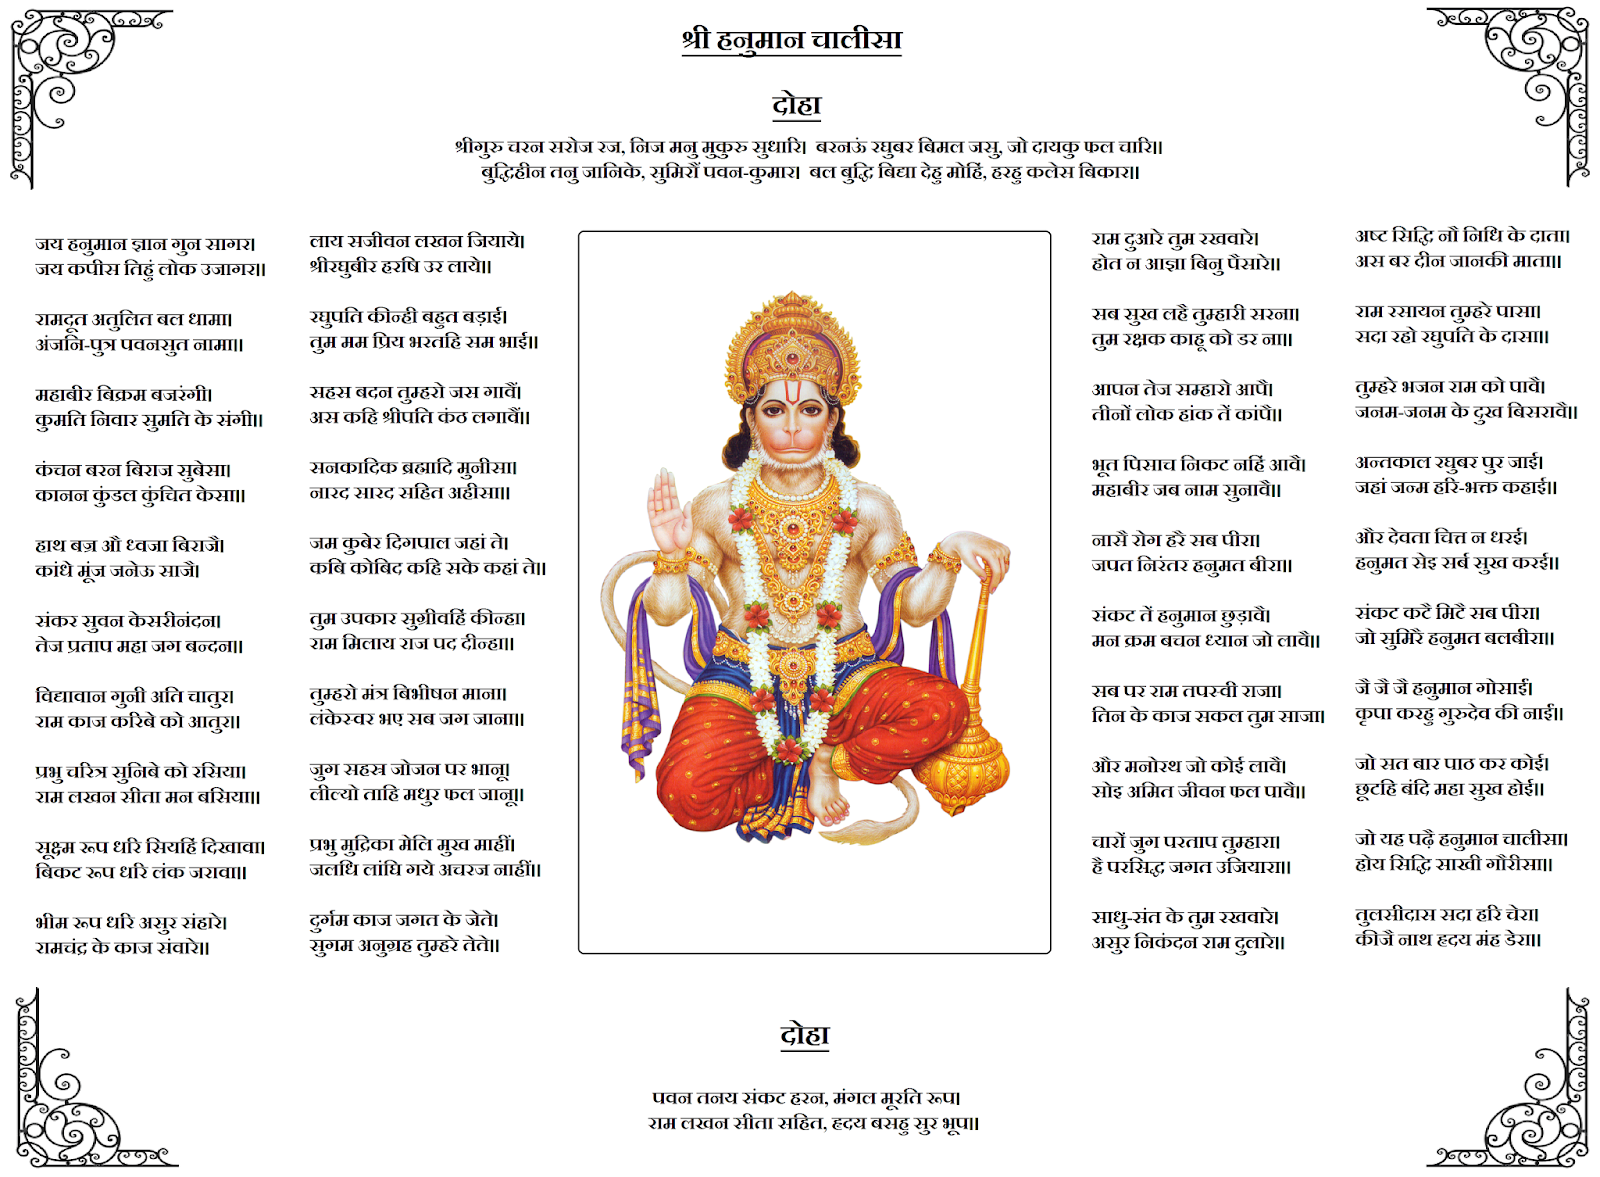 श्री हनुमान चालीसा
दोहा
श्रीगुरु चरन सरोज रज, निज मनु मुकुरु सुधारि। बरनऊं रघुबर बिमल जसु, जो दायकु फल चारि॥
बुद्धिहीन तनु जानिके, सुमिरौं पवन-कुमार। बल बुद्धि बिद्या देहु मोहिं, हरहु कलेस बिकार॥
जय हनुमान ज्ञान गुन सागर।
जय कपीस तिहुं लोक उजागर॥
रामदूत अतुलित बल धामा।
अंजनि-पुत्र पवनसुत नामा॥
महाबीर बिक्रम बजरंगी।
कुमति निवार सुमति के संगी॥
कंचन बरन बिराज सुबेसा।
कानन कुंडल कुंचित केसा॥
हाथ बज्र औ ध्वजा बिराजै।
कांधे मूंज जनेऊ साजै।
संकर सुवन केसरीनंदन।
तेज प्रताप महा जग बन्दन॥
विद्यावान गुनी अति चातुर।
राम काज करिबे को आतुर॥
प्रभु चरित्र सुनिबे को रसिया।
राम लखन सीता मन बसिया॥
सूक्ष्म रूप धरि सियहिं दिखावा।
बिकट रूप धरि लंक जरावा॥
भीम रूप धरि असुर संहारे।
रामचंद्र के काज संवारे॥
लाय सजीवन लखन जियाये।
श्रीरघुबीर हरषि उर लाये॥
रघुपति कीन्ही बहुत बड़ाई।
तुम मम प्रिय भरतहि सम भाई॥
सहस बदन तुम्हरो जस गावैं।
अस कहि श्रीपति कंठ लगावैं॥
सनकादिक ब्रह्मादि मुनीसा।
नारद सारद सहित अहीसा॥
जम कुबेर दिगपाल जहां ते।
कबि कोबिद कहि सके कहां ते॥
तुम उपकार सुग्रीवहिं कीन्हा।
राम मिलाय राज पद दीन्हा॥
तुम्हरो मंत्र बिभीषन माना।
लंकेस्वर भए सब जग जाना॥
जुग सहस्र जोजन पर भानू।
लील्यो ताहि मधुर फल जानू॥
प्रभु मुद्रिका मेलि मुख माहीं।
जलधि लांघि गये अचरज नाहीं॥
दुर्गम काज जगत के जेते।
सुगम अनुग्रह तुम्हरे तेते॥
राम दुआरे तुम रखवारे।
होत न आज्ञा बिनु पैसारे॥
सब सुख लहै तुम्हारी सरना।
तुम रक्षक काहू को डर ना॥
आपन तेज सम्हारो आपै।
तीनों लोक हांक तें कांपै॥
भूत पिसाच निकट नहिं आवै।
महाबीर जब नाम सुनावै॥
नासै रोग हरै सब पीरा।
जपत निरंतर हनुमत बीरा॥
संकट तें हनुमान छुड़ावै।
मन क्रम बचन ध्यान जो लावै॥
सब पर राम तपस्वी राजा।
तिन के काज सकल तुम साजा।
और मनोरथ जो कोई लावै।
सोइ अमित जीवन फल पावै॥
चारों जुग परताप तुम्हारा।
है परसिद्ध जगत उजियारा॥
साधु-संत के तुम रखवारे।
असुर निकंदन राम दुलारे॥
अष्ट सिद्धि नौ निधि के दाता।
अस बर दीन जानकी माता॥
राम रसायन तुम्हरे पासा।
सदा रहो रघुपति के दासा॥
तुम्हरे भजन राम को पावै।
जनम-जनम के दुख बिसरावै॥
अन्तकाल रघुबर पुर जाई।
जहां जन्म हरि-भक्त कहाई॥
और देवता चित्त न धरई।
हनुमत सेइ सर्ब सुख करई॥
संकट कटै मिटै सब पीरा।
जो सुमिरै हनुमत बलबीरा॥
जै जै जै हनुमान गोसाईं।
कृपा करहु गुरुदेव की नाईं॥
जो सत बार पाठ कर कोई।
छूटहि बंदि महा सुख होई॥
जो यह पढ़ै हनुमान चालीसा।
होय सिद्धि साखी गौरीसा॥
तुलसीदास सदा हरि चेरा।
कीजै नाथ हृदय मंह डेरा॥
दोहा
पवन तनय संकट हरन, मंगल मूरति रूप।
राम लखन सीता सहित, हृदय बसहु सुर भूप॥